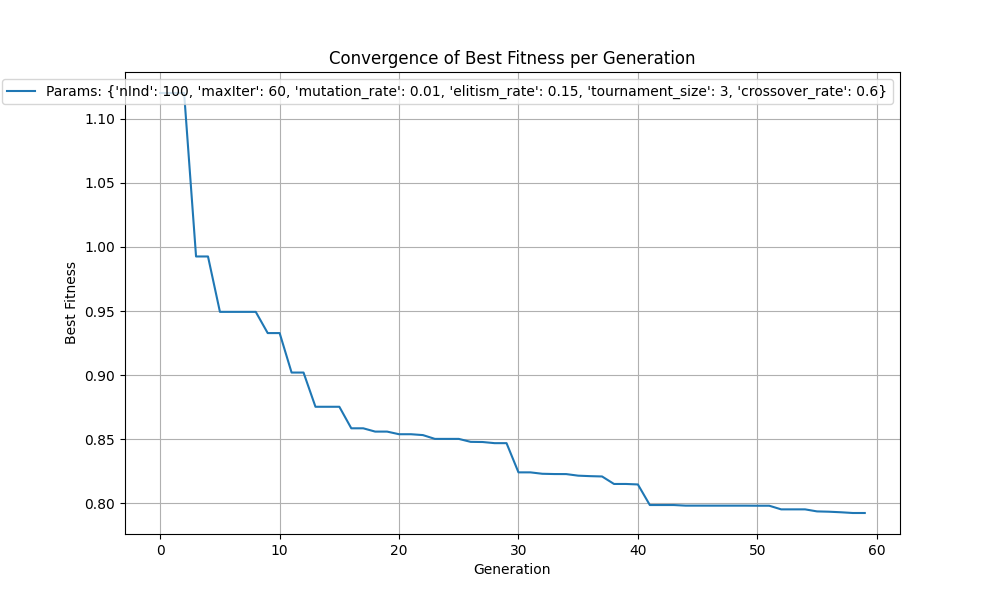 Convergence of Best Fitness per Generation
Params: {'nInd': 100, 'maxIter': 60, 'mutation_rate': 0.01, 'elitism_rate': 0.15, 'tournament_size': 3, 'crossover_rate': 0.6}
1.10
1.05
1.00
0.95
0.90
0.85
0.80
Best Fitness
0 10 20 30 40 50 60
Generation